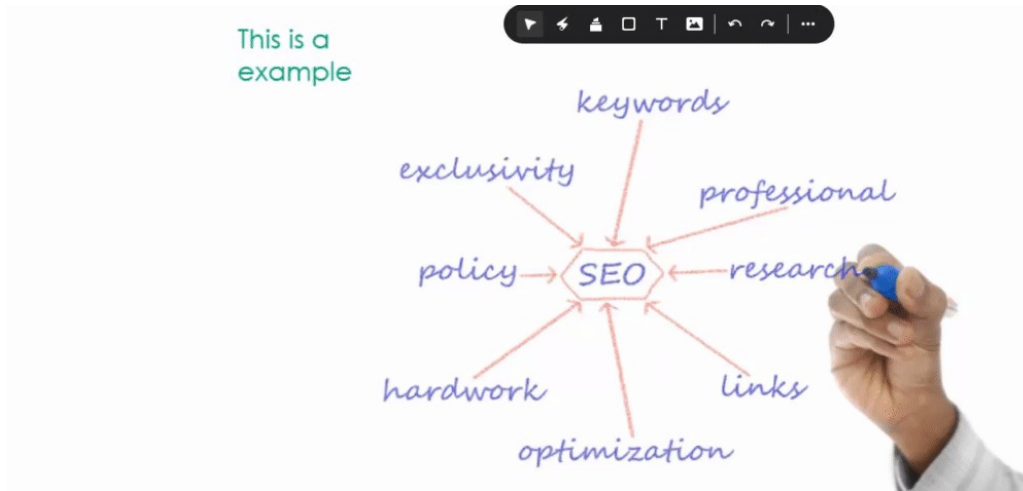 This is a
example
keywords
exclusivity
professional
policy
SEO
research
hardwork
links
optimization